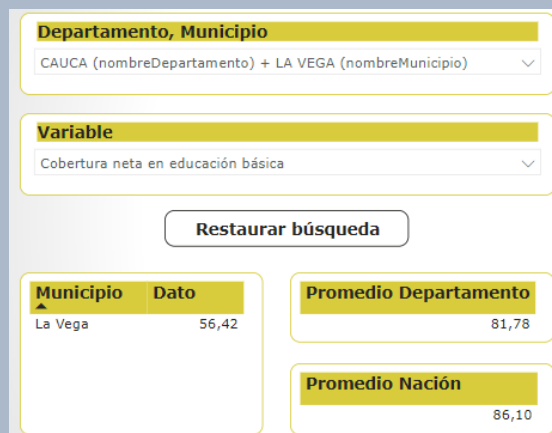 Departamento, Municipio
CAUCA (nombreDepartamento) + LA VEGA (nombreMunicipio)
Variable
Cobertura neta en educación básica
Restaurar búsqueda
Municipio Dato
La Vega 56,42
Promedio Departamento
81,78
Promedio Nación
86,10